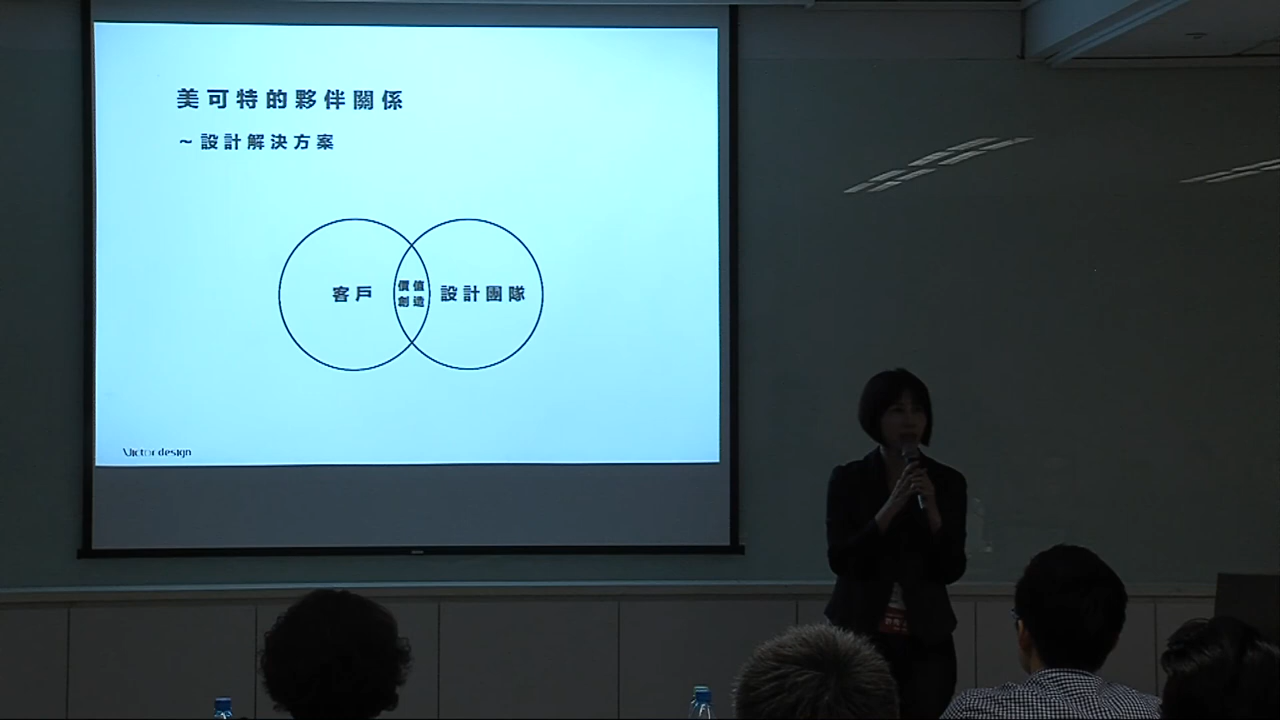 美可特的夥伴關係
~設計解決方案
客戶
價值
創造
設計團隊
Victor design